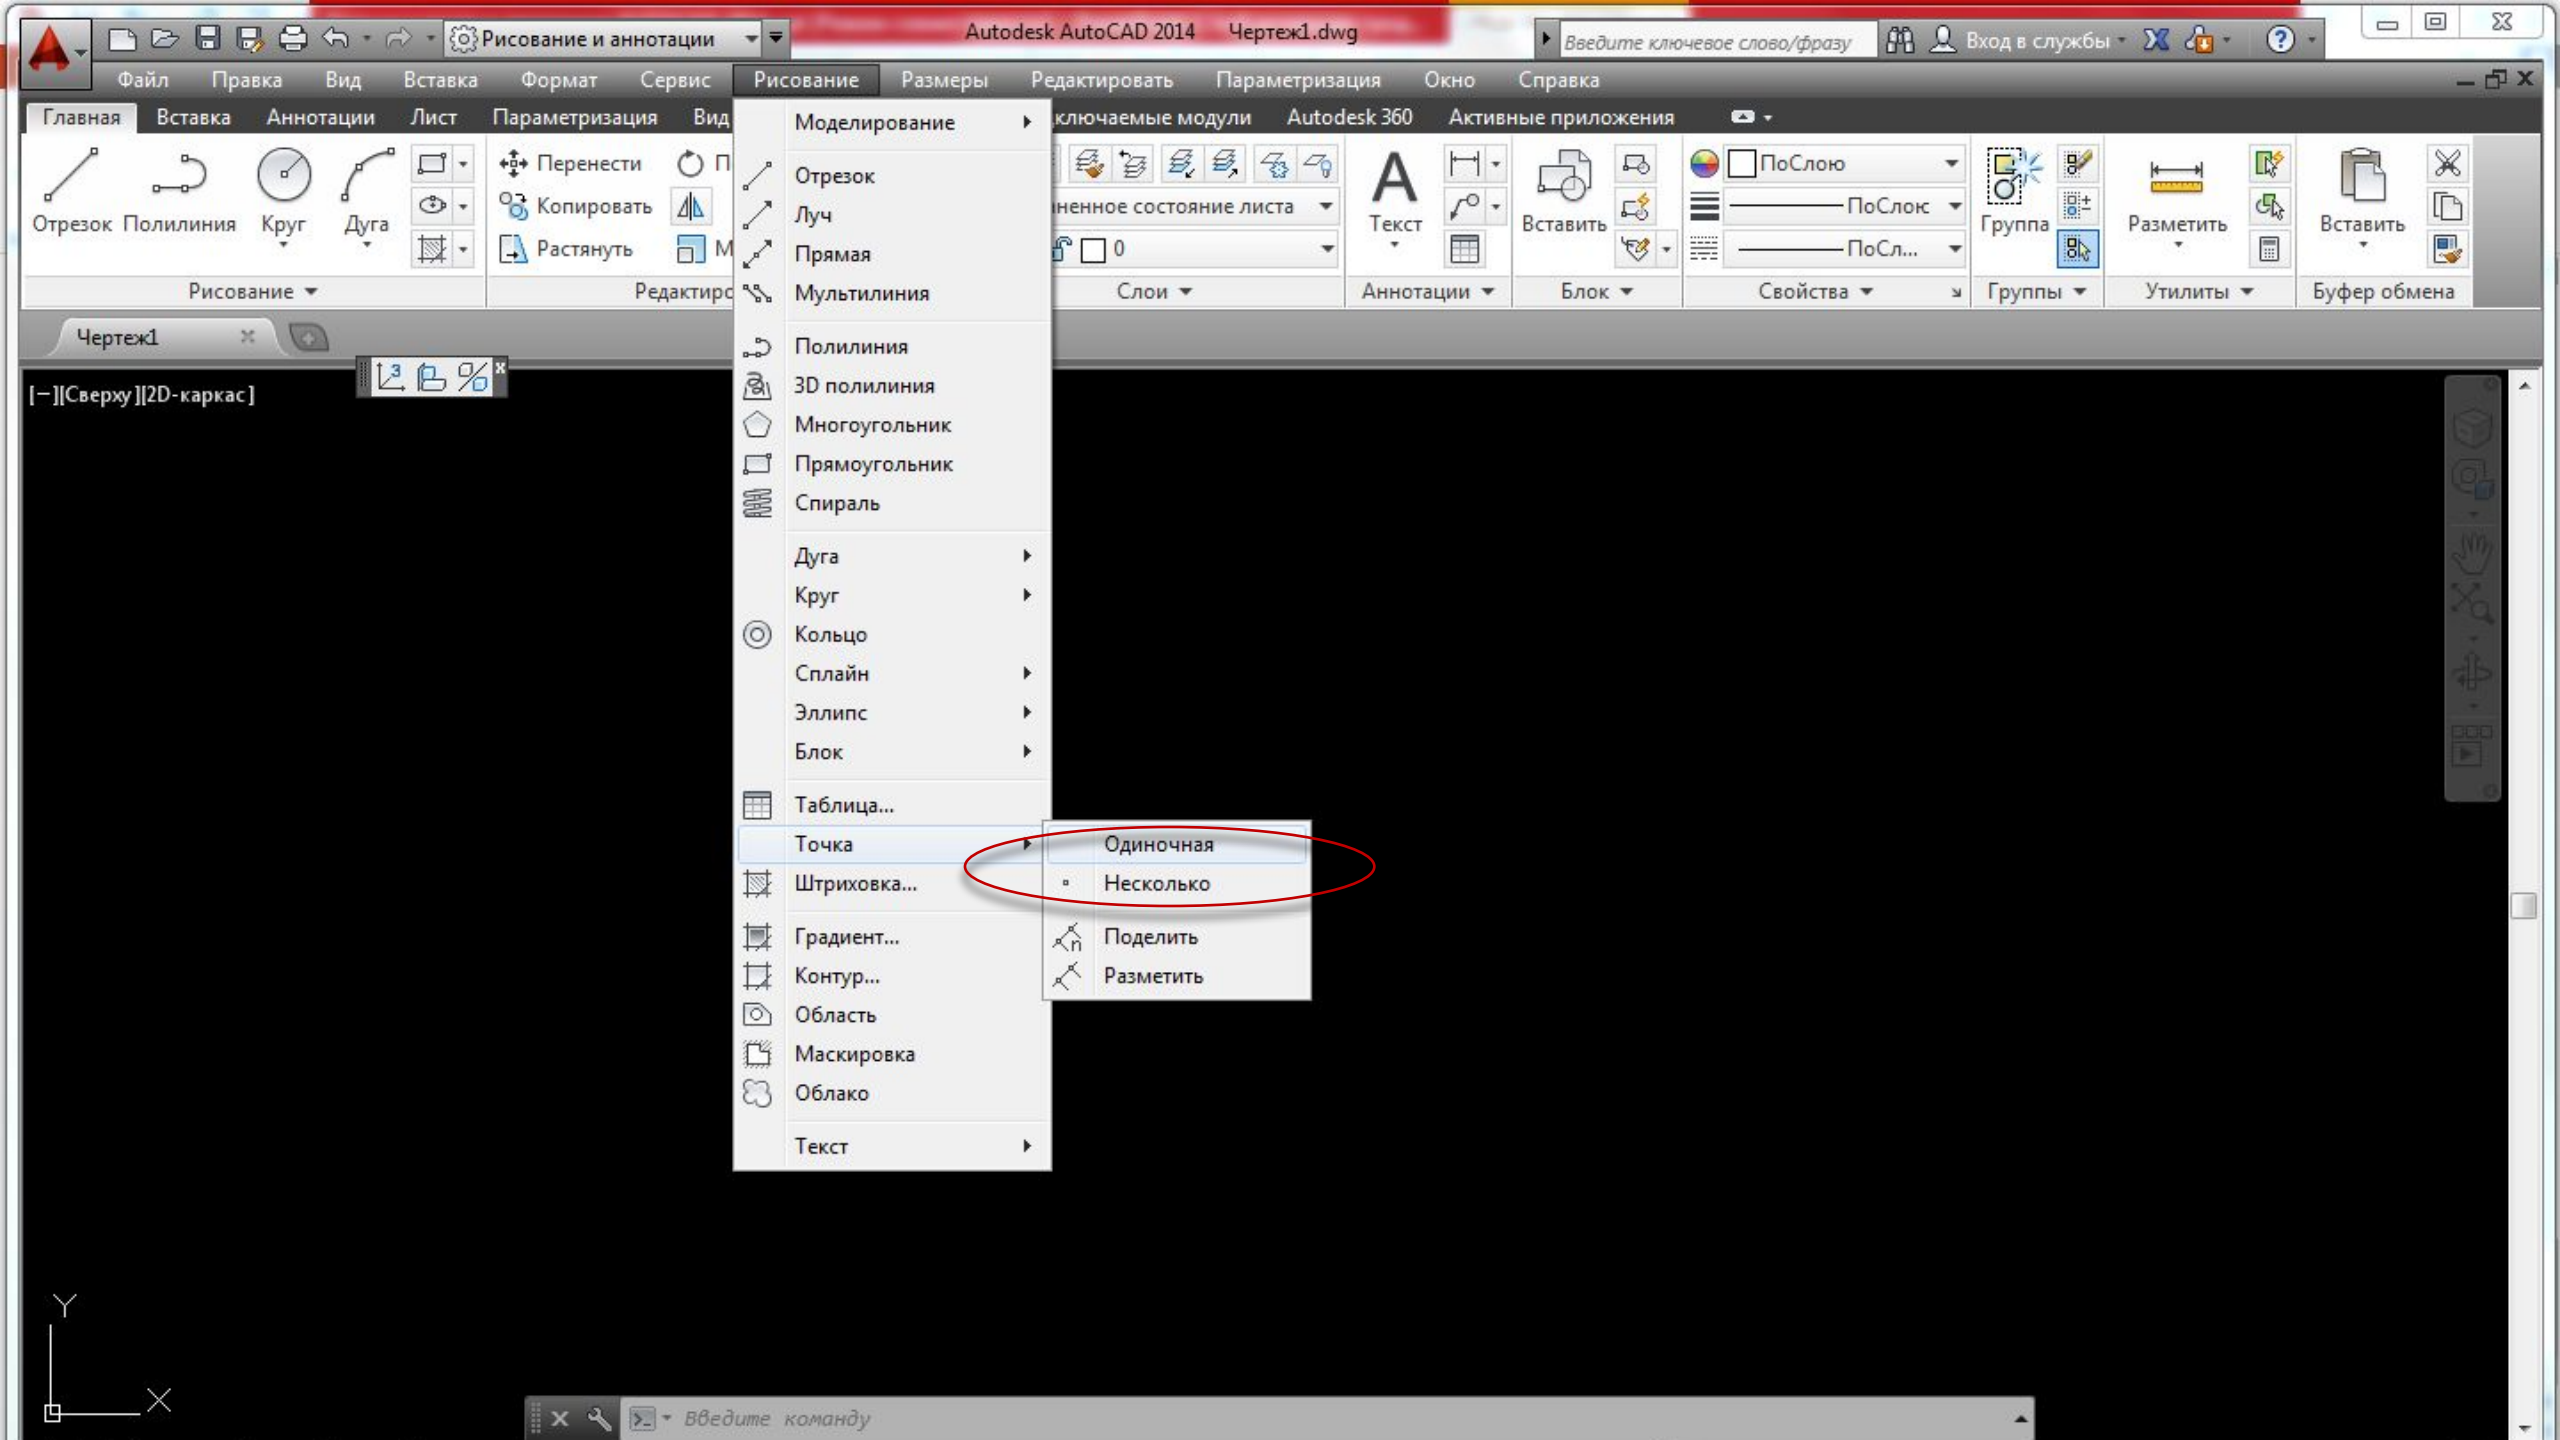 Рисование и аннотации
Autodesk AutoCAD 2014 Чертеж1.dwg
Введите ключевое слово/фразу
Вход в службы
Файл Правка Вид Вставка Формат Сервис Рисование Размеры Редактировать Параметризация Окно Справка
Главная Вставка Аннотации Лист Параметризация Вид ключаемые модули Autodesk 360 Активные приложения
Отрезок Полилиния Круг Дуга
Перенести П
Копировать
Растянуть М
ненное состояние листа
0
Текст
Вставить
ПоСлою
ПоСлою
ПоСл...
Группа
Разметить
Вставить
Рисование Редактиро Слои Аннотации Блок Свойства Группы Утилиты Буфер обмена
Чертеж1
[−][Сверху][2D-каркас]
Моделирование
Отрезок
Луч
Прямая
Мультилиния
Полилиния
3D полилиния
Многоугольник
Прямоугольник
Спираль
Дуга
Круг
Кольцо
Сплайн
Эллипс
Блок
Таблица...
Точка
Штриховка...
Градиент...
Контур...
Область
Маскировка
Облако
Текст
Одиночная
Несколько
Поделить
Разметить
Y
X
Введите команду